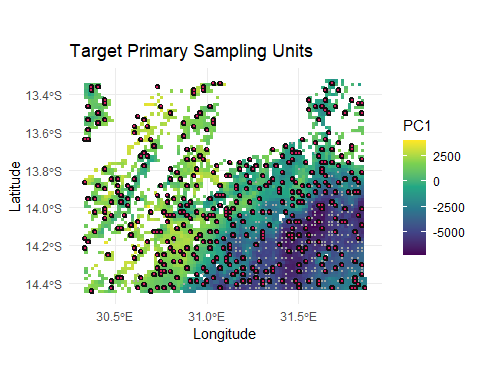 Target Primary Sampling Units
13.4°S
13.6°S
13.8°S
14.0°S
14.2°S
14.4°S
Latitude
30.5°E 31.0°E 31.5°E
Longitude
PC1
2500
0
-2500
-5000